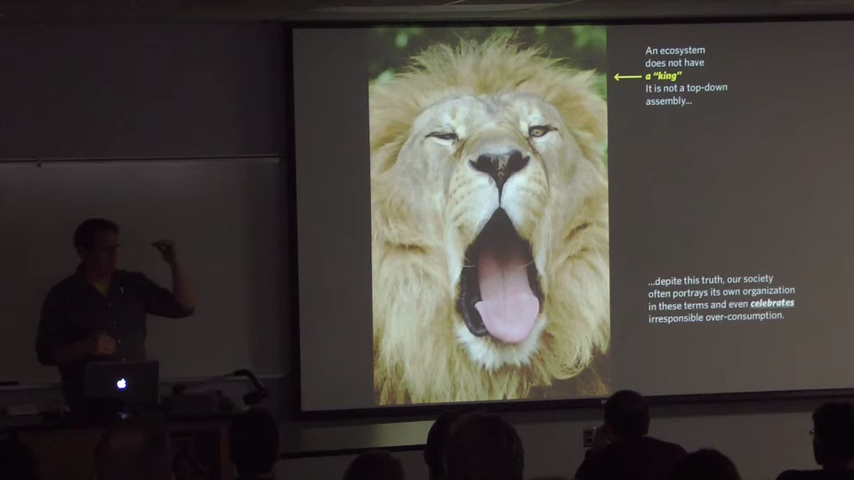 An ecosystem
does not have
a “king”
It is not a top-down
assembly...
...depite this truth, our society
often portrays its own organization
in these terms and even celebrates
irresponsible over-consumption.